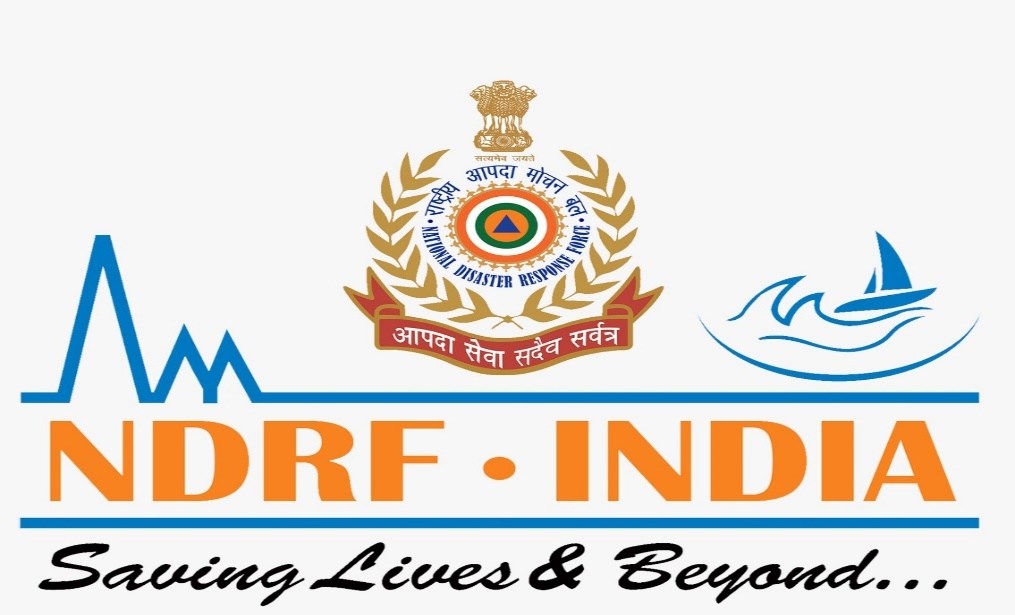 सत्यमेव जयते
राष्ट्रीय आपदा मोचन बल
NATIONAL DISASTER RESPONSE FORCE
आपदा सेवा सदैव सर्वत्र
NDRF • INDIA
Saving Lives & Beyond...